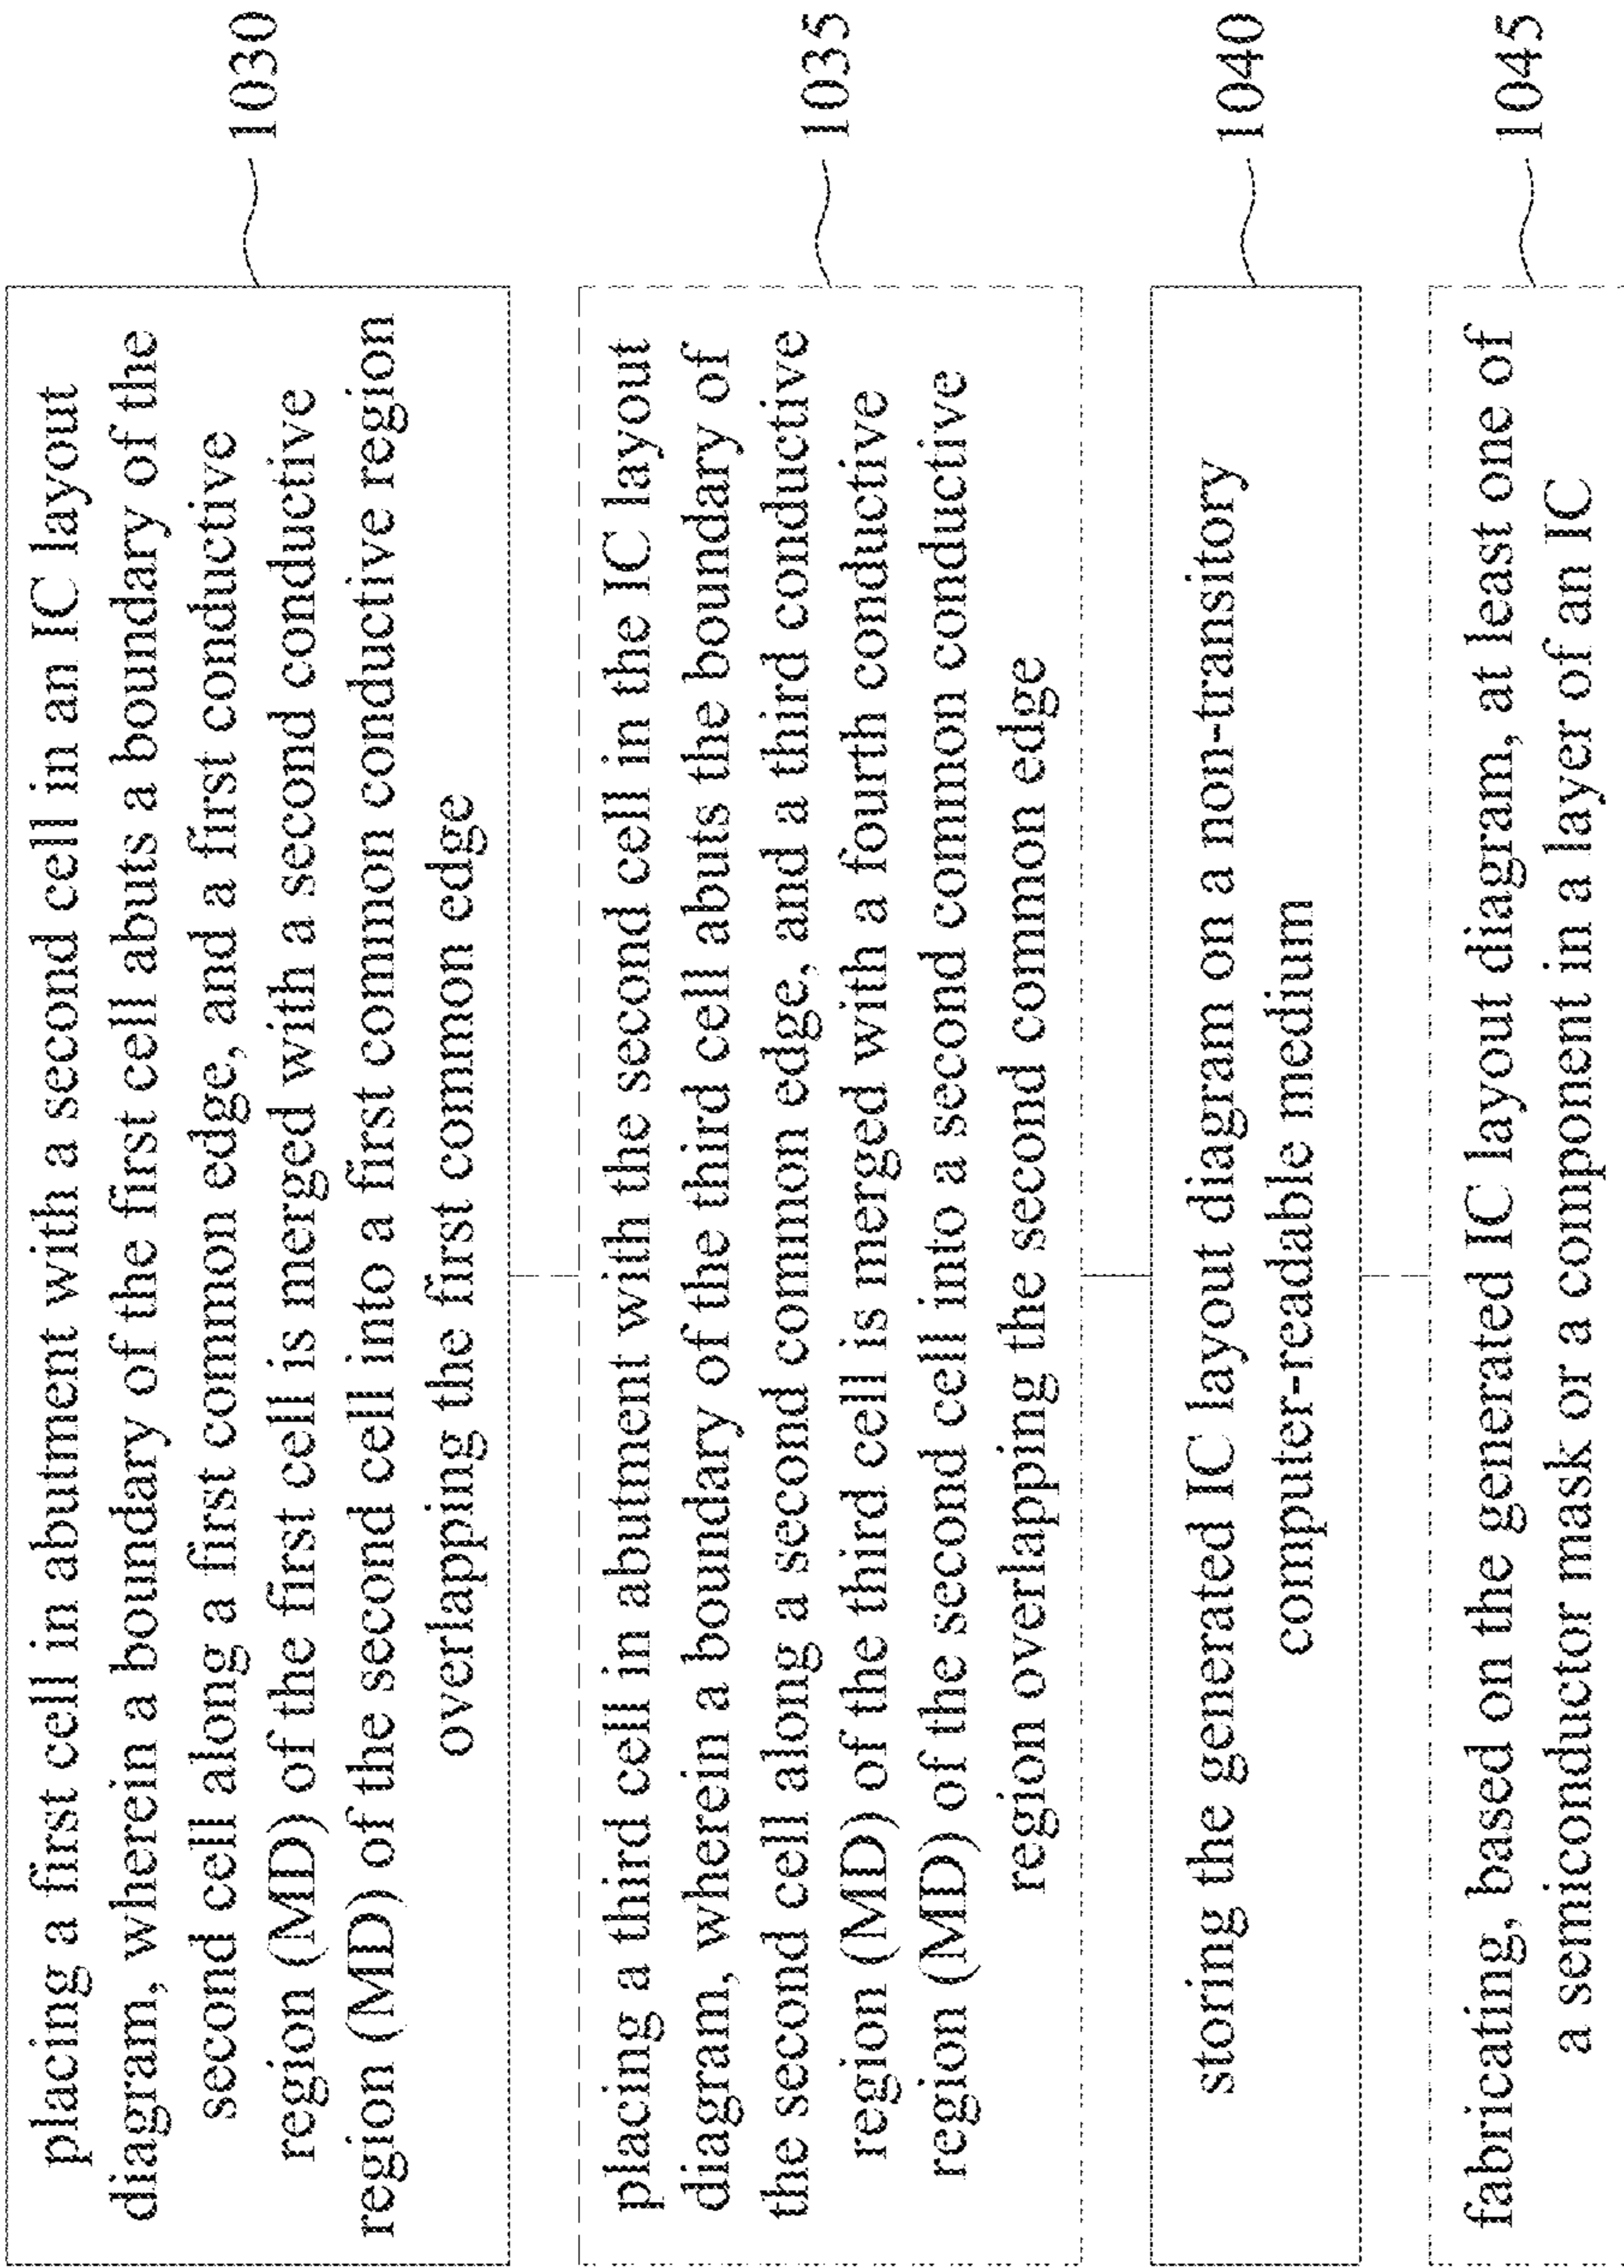 placing a first cell in abutment with a second cell in an IC layout
diagram, wherein a boundary of the first cell abuts a boundary of the
second cell along a first common edge, and a first conductive
region (MD) of the first cell is merged with a second conductive
region (MD) of the second cell into a first common conductive region
overlapping the first common edge
1030
placing a third cell in abutment with the second cell in the IC layout
diagram, wherein a boundary of the third cell abuts the boundary of
the second cell along a second common edge, and a third conductive
region (MD) of the third cell is merged with a fourth conductive
region (MD) of the second cell into a second common conductive
region overlapping the second common edge
1035
storing the generated IC layout diagram on a non-transitory
computer-readable medium
1040
fabricating, based on the generated IC layout diagram, at least one of
a semiconductor mask or a component in a layer of an IC
1045